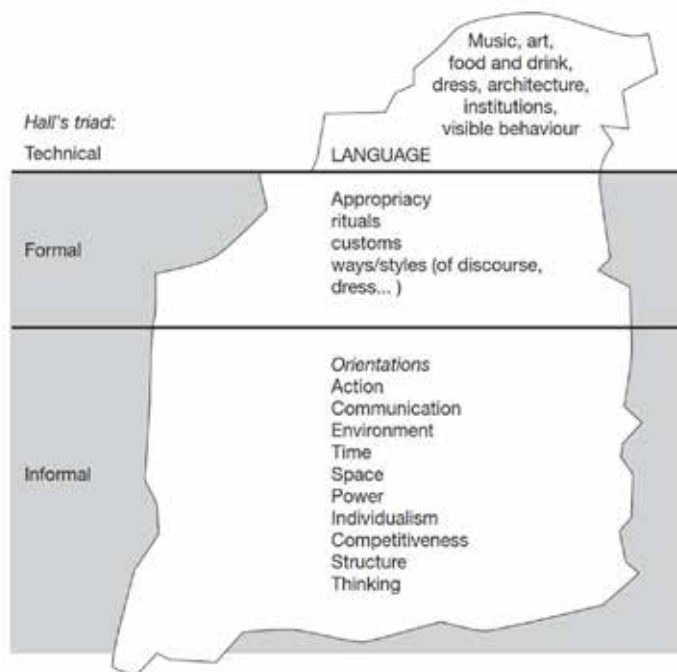 Music, art,
food and drink,
dress, architecture,
institutions,
visible behaviour
Hall's triad:
Technical
LANGUAGE
Formal
Appropriacy
rituals
customs
ways/styles (of discourse,
dress... )
Informal
Orientations
Action
Communication
Environment
Time
Space
Power
Individualism
Competitiveness
Structure
Thinking